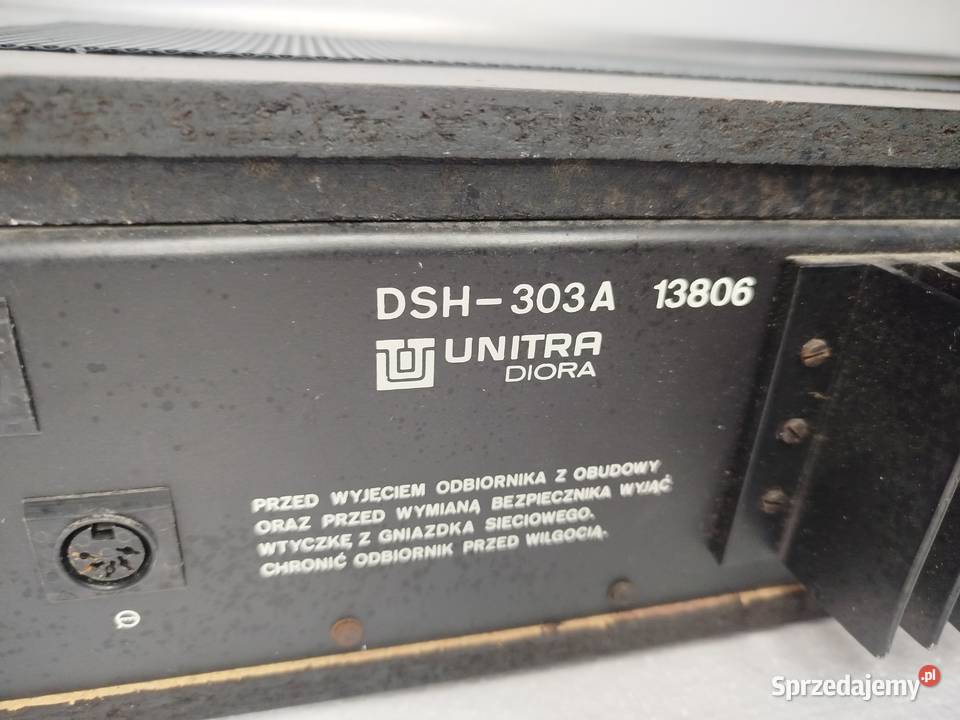 DSH-303A 13806
UNITRA
DIORA
PRZED WYJĘCIEM ODBIORNIKA Z OBUDOWY
ORAZ PRZED WYMIANĄ BEZPIECZNIKA WYJĄĆ
WTYCZKĘ Z GNIAZDKA SIECIOWEGO.
CHRONIĆ ODBIORNIK PRZED WILGOCIĄ.
Sprzedajemy.pl